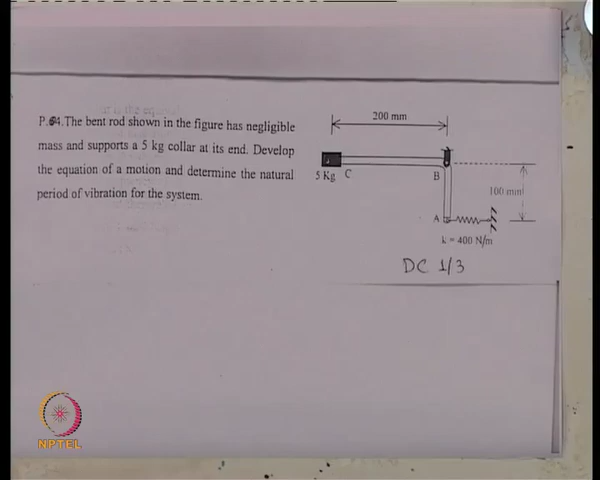 P.64.The bent rod shown in the figure has negligible
mass and supports a 5 kg collar at its end. Develop
the equation of a motion and determine the natural
period of vibration for the system.
200 mm
5 Kg C
B
100 mm
A
k = 400 N/m
DC 1/3
NPTEL